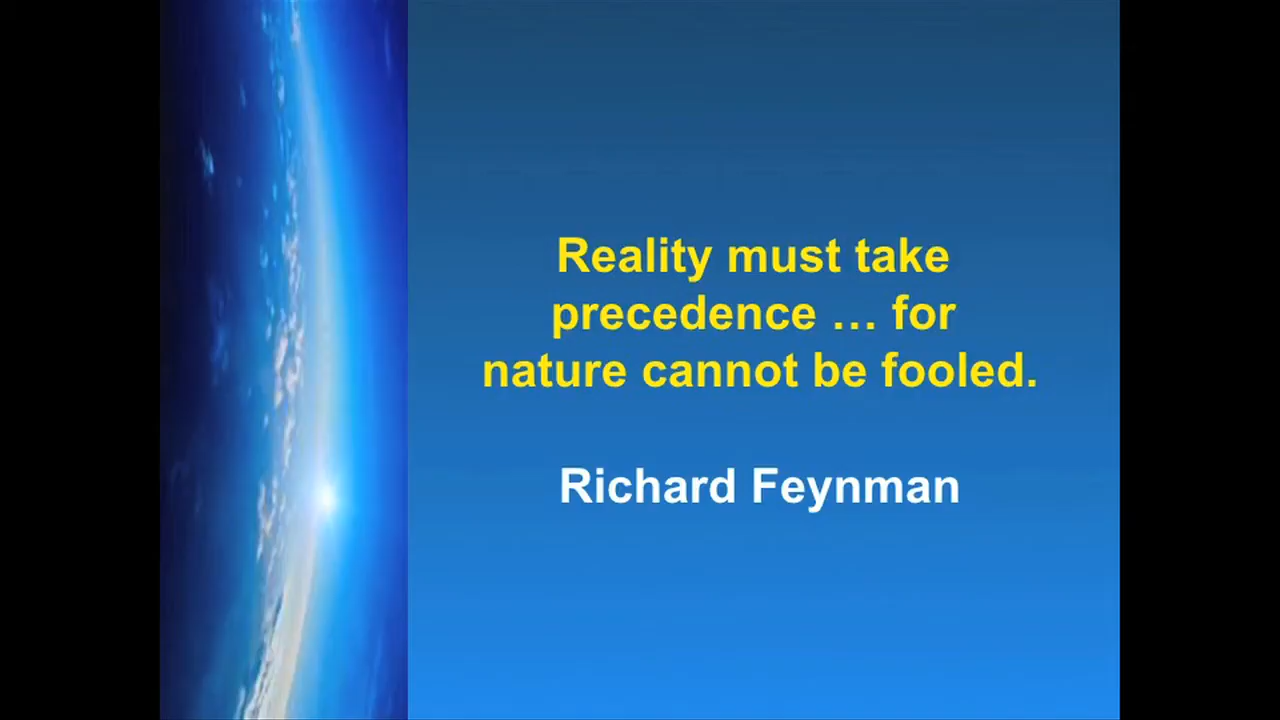 Reality must take
precedence … for
nature cannot be fooled.
Richard Feynman